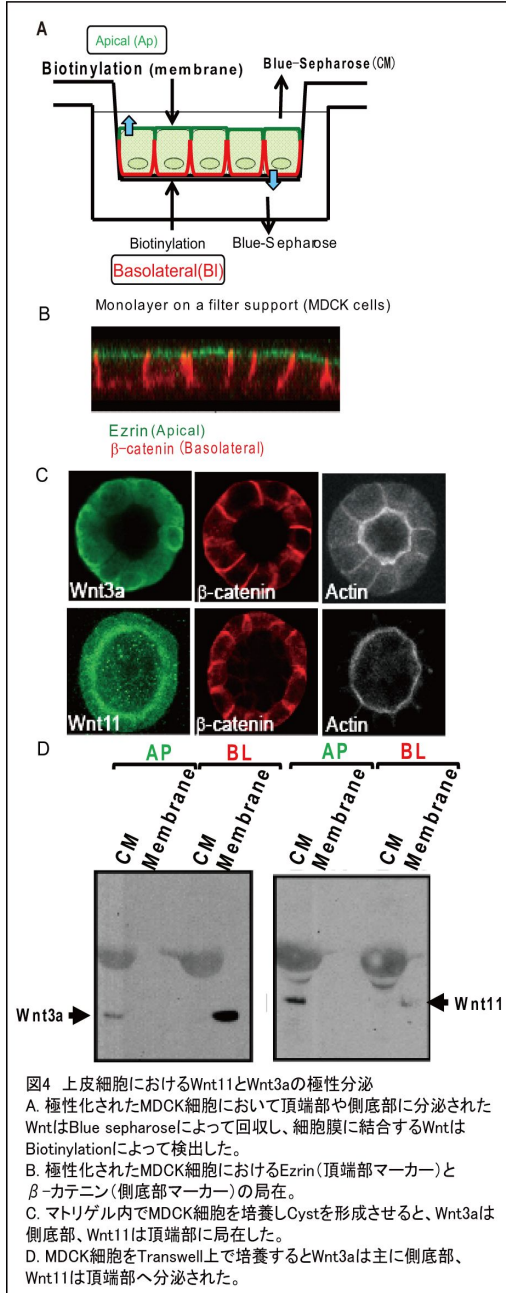 A
Apical (Ap)
Biotinylation (membrane)
Blue-Sepharose(CM)
Biotinylation
Blue-Sepharose
Basolateral(Bl)
Monolayer on a filter support (MDCK cells)
B
Ezrin(Apical)
β-catenin(Basolateral)
C
Wnt3a
β-catenin
Actin
Wnt11
β-catenin
Actin
D
AP
BL
AP
BL
CM
Membrane
CM
Membrane
CM
Membrane
CM
Membrane
Wnt3a
Wnt11
図4 上皮細胞におけるWnt11とWnt3aの極性分泌
A. 極性化されたMDCK細胞において頂端部や側底部に分泌された
WntはBlue sepharoseによって回収し、細胞膜に結合するWntは
Biotinylationによって検出した。
B. 極性化されたMDCK細胞におけるEzrin(頂端部マーカー)と
β-カテニン(側底部マーカー)の局在。
C. マトリゲル内でMDCK細胞を培養しCystを形成させると、Wnt3aは
側底部、Wnt11は頂端部に局在した。
D. MDCK細胞をTranswell上で培養するとWnt3aは主に側底部、
Wnt11は頂端部へ分泌された。